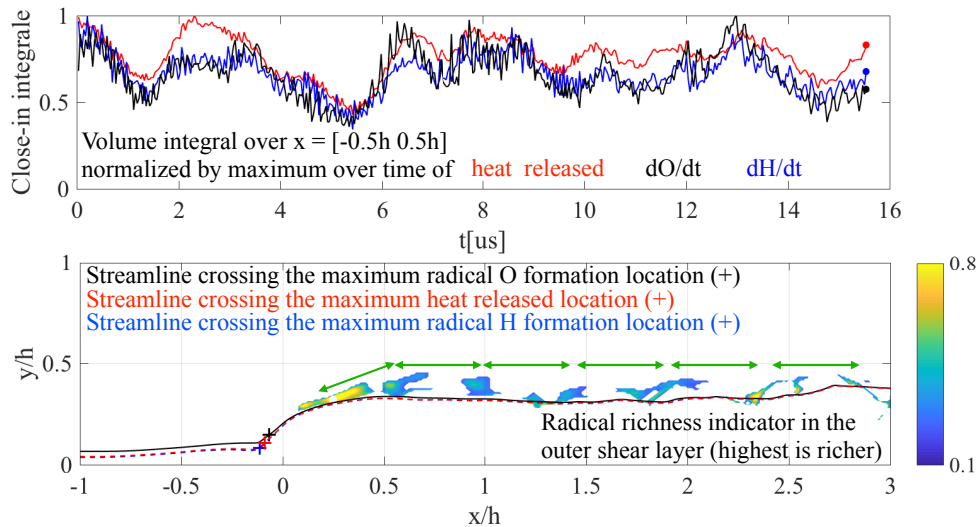 1
0.5
0
Close-in integrale
Volume integral over x = [-0.5h 0.5h]
normalized by maximum over time of heat released dO/dt dH/dt
0 2 4 6 8 10 12 14 16
t[us]
1
0.5
0
y/h
Streamline crossing the maximum radical O formation location (+)
Streamline crossing the maximum heat released location (+)
Streamline crossing the maximum radical H formation location (+)
Radical richness indicator in the
outer shear layer (highest is richer)
0.8
0.1
-1 -0.5 0 0.5 1 1.5 2 2.5 3
x/h